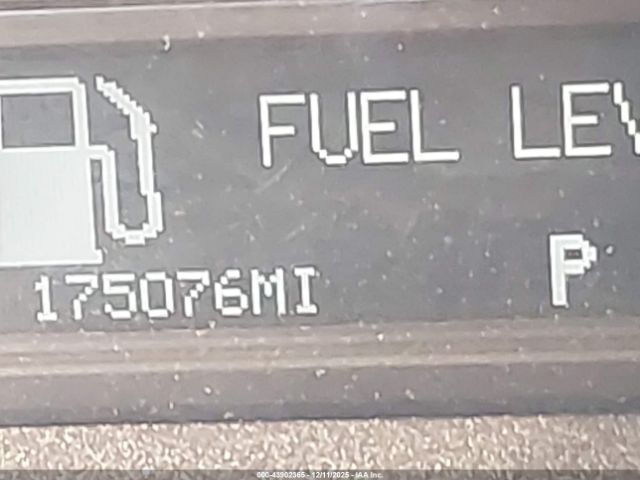 FUEL LEV
175076MI P
000-43902365 - 12/11/2025 - IAA Inc.